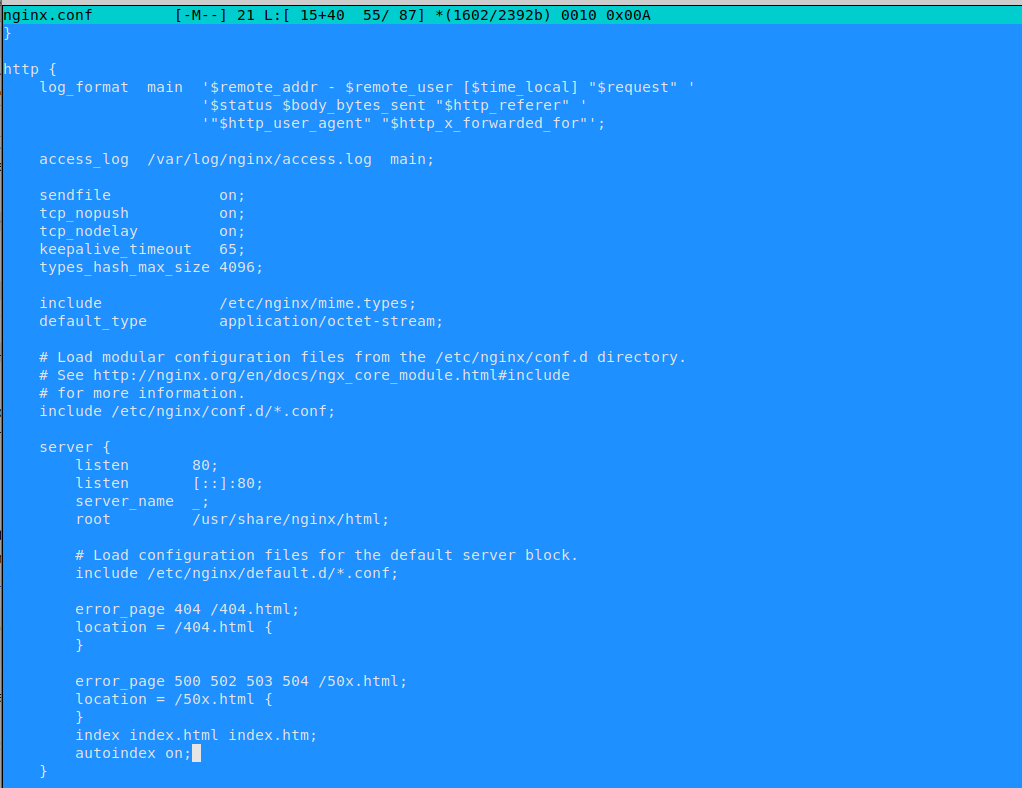 nginx.conf         [-M--] 21 L:[ 15+40  55/ 87] *(1602/2392b) 0010 0x00A
}
http {
    log_format  main  '$remote_addr - $remote_user [$time_local] "$request" '
                      '$status $body_bytes_sent "$http_referer" '
                      '"$http_user_agent" "$http_x_forwarded_for"';
    access_log  /var/log/nginx/access.log  main;
    sendfile            on;
    tcp_nopush          on;
    tcp_nodelay         on;
    keepalive_timeout   65;
    types_hash_max_size 4096;
    include             /etc/nginx/mime.types;
    default_type        application/octet-stream;
    # Load modular configuration files from the /etc/nginx/conf.d directory.
    # See http://nginx.org/en/docs/ngx_core_module.html#include
    # for more information.
    include /etc/nginx/conf.d/*.conf;
    server {
        listen       80;
        listen       [::]:80;
        server_name  _;
        root         /usr/share/nginx/html;
        # Load configuration files for the default server block.
        include /etc/nginx/default.d/*.conf;
        error_page 404 /404.html;
        location = /404.html {
        }
        error_page 500 502 503 504 /50x.html;
        location = /50x.html {
        }
        index index.html index.htm;
        autoindex on;
    }